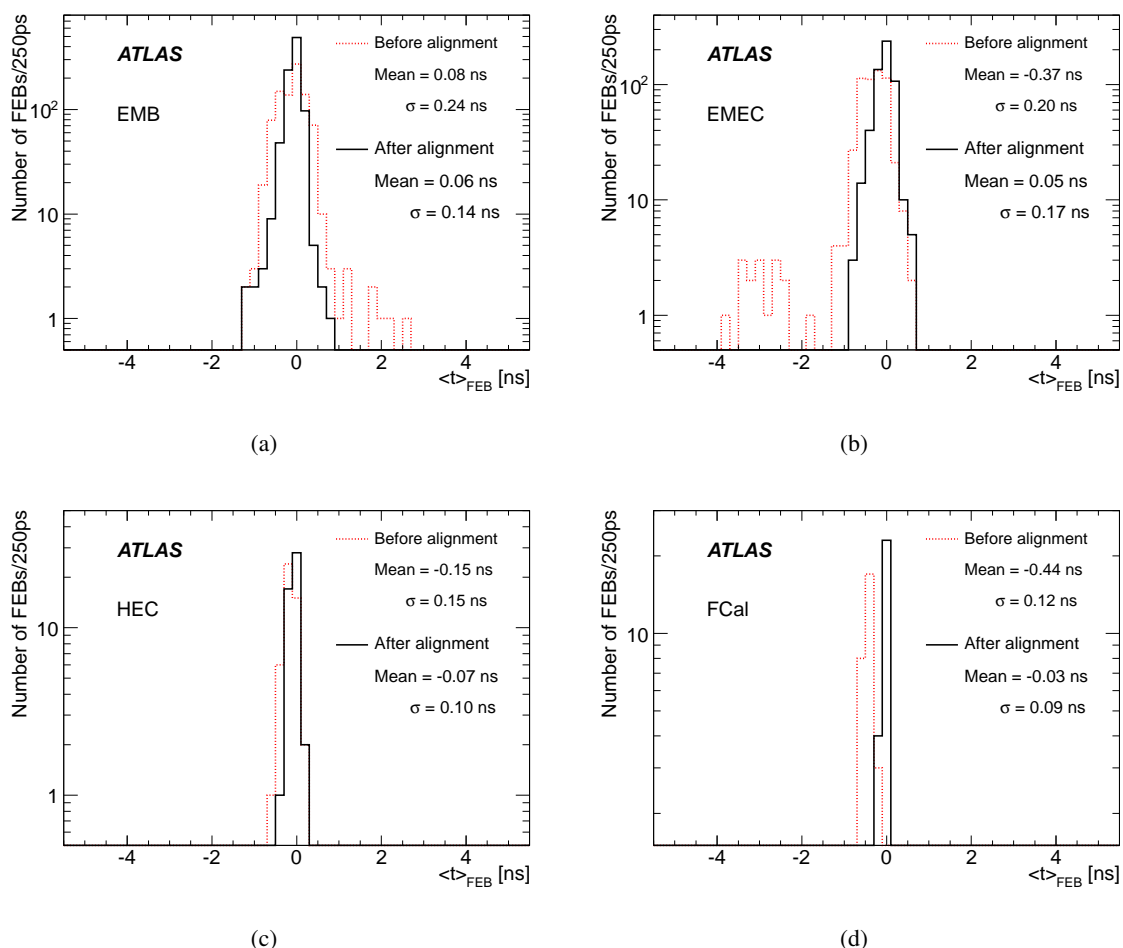 Number of FEBs/250ps
ATLAS
EMB
Before alignment
Mean = 0.08 ns
σ = 0.24 ns
After alignment
Mean = 0.06 ns
σ = 0.14 ns
10²
10
1
-4 -2 0 2 4
<t>FEB [ns]
(a)
Number of FEBs/250ps
ATLAS
EMEC
Before alignment
Mean = -0.37 ns
σ = 0.20 ns
After alignment
Mean = 0.05 ns
σ = 0.17 ns
10²
10
1
-4 -2 0 2 4
<t>FEB [ns]
(b)
Number of FEBs/250ps
ATLAS
HEC
Before alignment
Mean = -0.15 ns
σ = 0.15 ns
After alignment
Mean = -0.07 ns
σ = 0.10 ns
10
1
-4 -2 0 2 4
<t>FEB [ns]
(c)
Number of FEBs/250ps
ATLAS
FCal
Before alignment
Mean = -0.44 ns
σ = 0.12 ns
After alignment
Mean = -0.03 ns
σ = 0.09 ns
10
-4 -2 0 2 4
<t>FEB [ns]
(d)